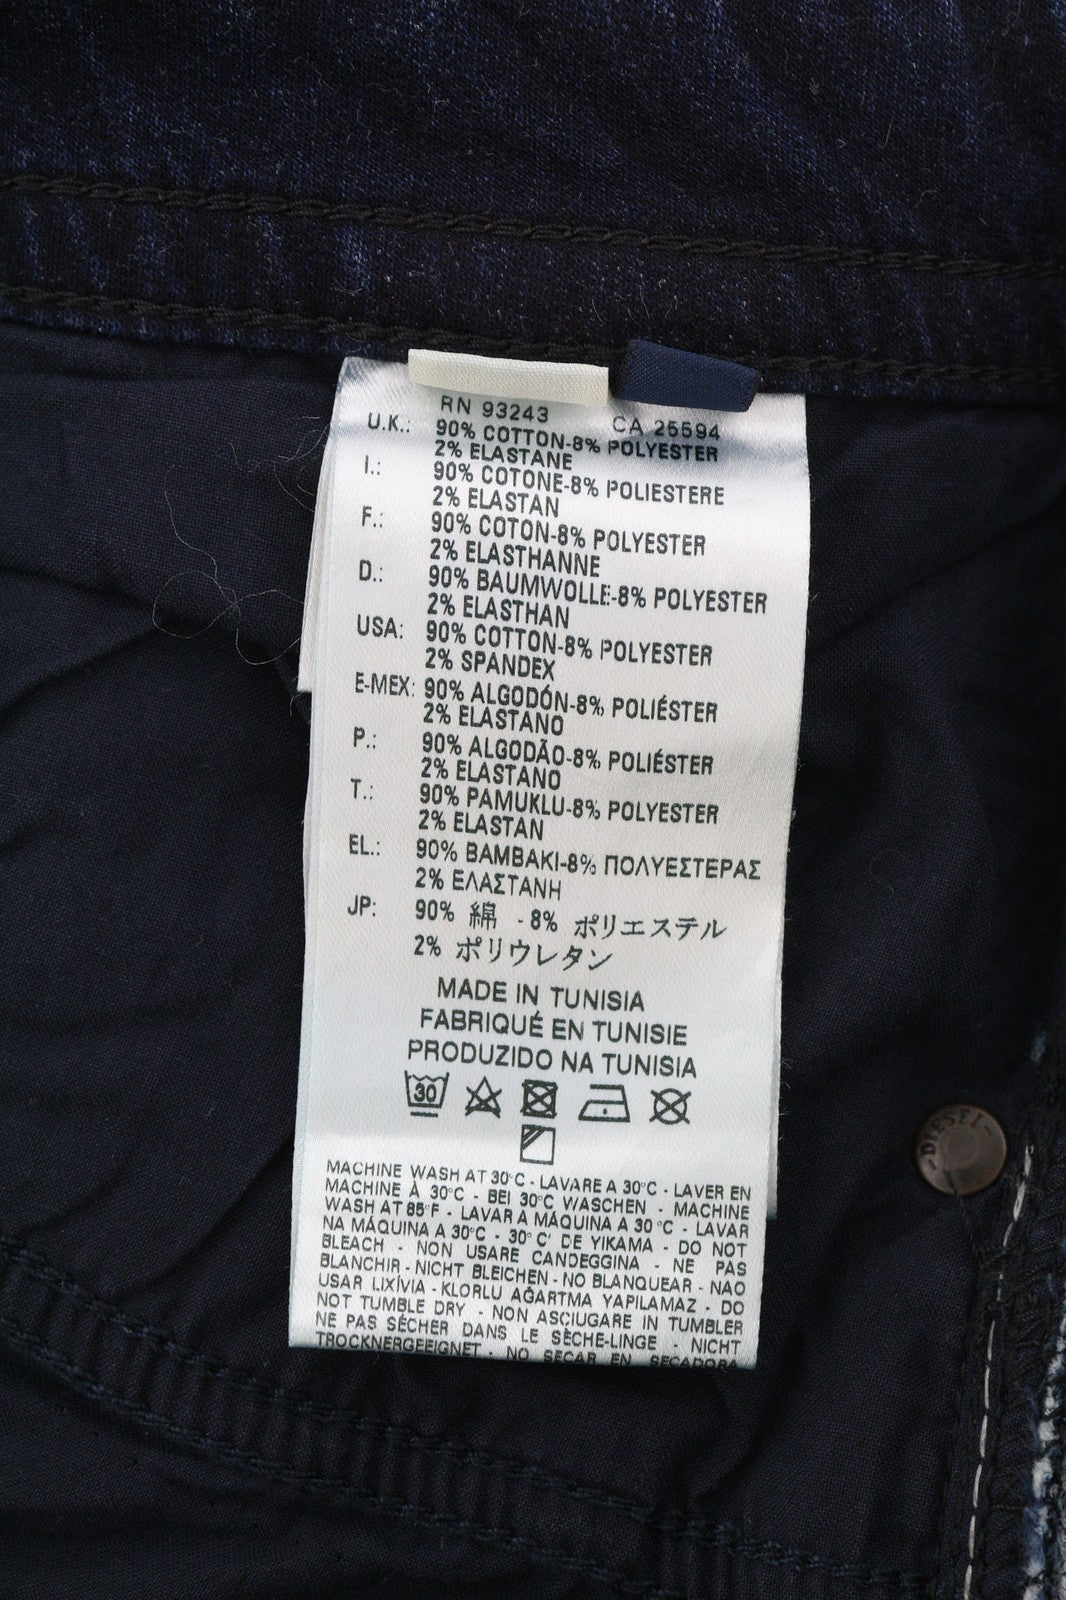 RN 93243 CA 25594
U.K.: 90% COTTON-8% POLYESTER
2% ELASTANE
I.: 90% COTONE-8% POLIESTERE
2% ELASTAN
F.: 90% COTON-8% POLYESTER
2% ELASTHANNE
D.: 90% BAUMWOLLE-8% POLYESTER
2% ELASTHAN
USA: 90% COTTON-8% POLYESTER
2% SPANDEX
E-MEX: 90% ALGODÓN-8% POLIÉSTER
2% ELASTANO
P.: 90% ALGODÃO-8% POLIÉSTER
2% ELASTANO
T.: 90% PAMUKLU-8% POLYESTER
2% ELASTAN
EL.: 90% BAMBAKI-8% ΠΟΛΥΕΣΤΕΡΑΣ
2% ΕΛΑΣΤΑΝΗ
JP: 90% 綿 - 8% ポリエステル
2% ポリウレタン
MADE IN TUNISIA
FABRIQUÉ EN TUNISIE
PRODUZIDO NA TUNISIA
30
MACHINE WASH AT 30°C - LAVARE A 30°C - LAVER EN
MACHINE À 30°C - BEI 30°C WASCHEN - MACHINE
WASH AT 85°F - LAVAR A MÁQUINA A 30 °C - LAVAR
NA MÁQUINA A 30°C - 30° C' DE YIKAMA - DO NOT
BLEACH - NON USARE CANDEGGINA - NE PAS
BLANCHIR - NICHT BLEICHEN - NO BLANQUEAR - NAO
USAR LIXÍVIA - KLORLU AĞARTMA YAPILAMAZ - DO
NOT TUMBLE DRY - NON ASCIUGARE IN TUMBLER
NE PAS SÉCHER DANS LE SÈCHE-LINGE - NICHT
TROCKNERGEEIGNET - NO SECAR EN SECADORA
DIESEL